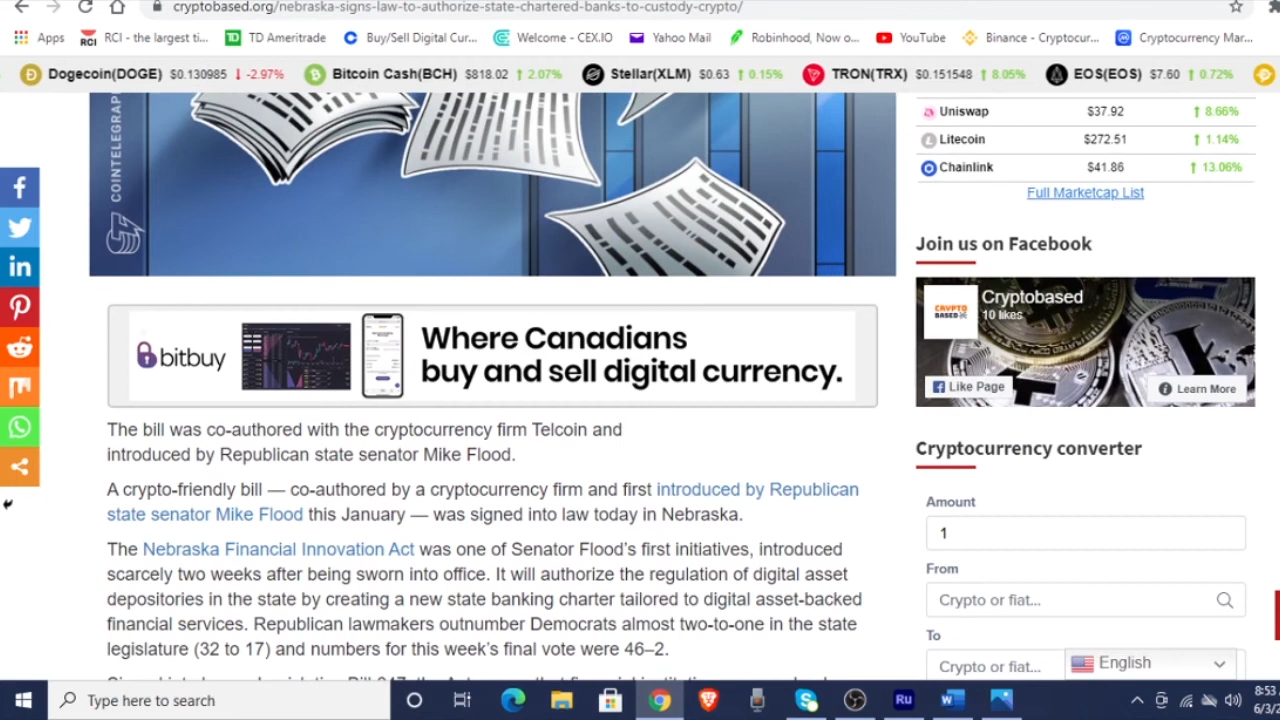 cryptobased.org/nebraska-signs-law-to-authorize-state-chartered-banks-to-custody-crypto/
Apps RCI RCI - the largest ti... TD Ameritrade Buy/Sell Digital Cur... Welcome - CEX.IO Yahoo Mail Robinhood, Now o... YouTube Binance - Cryptocur... Cryptocurrency Mar...
Dogecoin(DOGE) $0.130985 ↓ -2.97% Bitcoin Cash(BCH) $818.02 ↑ 2.07% Stellar(XLM) $0.63 ↑ 0.15% TRON(TRX) $0.151548 ↑ 8.05% EOS(EOS) $7.60 ↑ 0.72%
COINTELEGRAP
Uniswap $37.92 ↑ 8.66%
Litecoin $272.51 ↑ 1.14%
Chainlink $41.86 ↑ 13.06%
Full Marketcap List
Join us on Facebook
CRYPTO
BASED
Cryptobased
10 likes
Like Page
Learn More
bitbuy
Where Canadians
buy and sell digital currency.
The bill was co-authored with the cryptocurrency firm Telcoin and
introduced by Republican state senator Mike Flood.
A crypto-friendly bill — co-authored by a cryptocurrency firm and first introduced by Republican
state senator Mike Flood this January — was signed into law today in Nebraska.
The Nebraska Financial Innovation Act was one of Senator Flood's first initiatives, introduced
scarcely two weeks after being sworn into office. It will authorize the regulation of digital asset
depositories in the state by creating a new state banking charter tailored to digital asset-backed
financial services. Republican lawmakers outnumber Democrats almost two-to-one in the state
legislature (32 to 17) and numbers for this week's final vote were 46–2.
Cryptocurrency converter
Amount
1
From
Crypto or fiat...
To
Crypto or fiat...
English
Type here to search
Ru
8:53
6/3/2